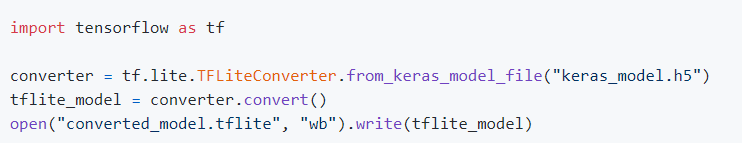 import tensorflow as tf
converter = tf.lite.TFLiteConverter.from_keras_model_file("keras_model.h5")
tflite_model = converter.convert()
open("converted_model.tflite", "wb").write(tflite_model)